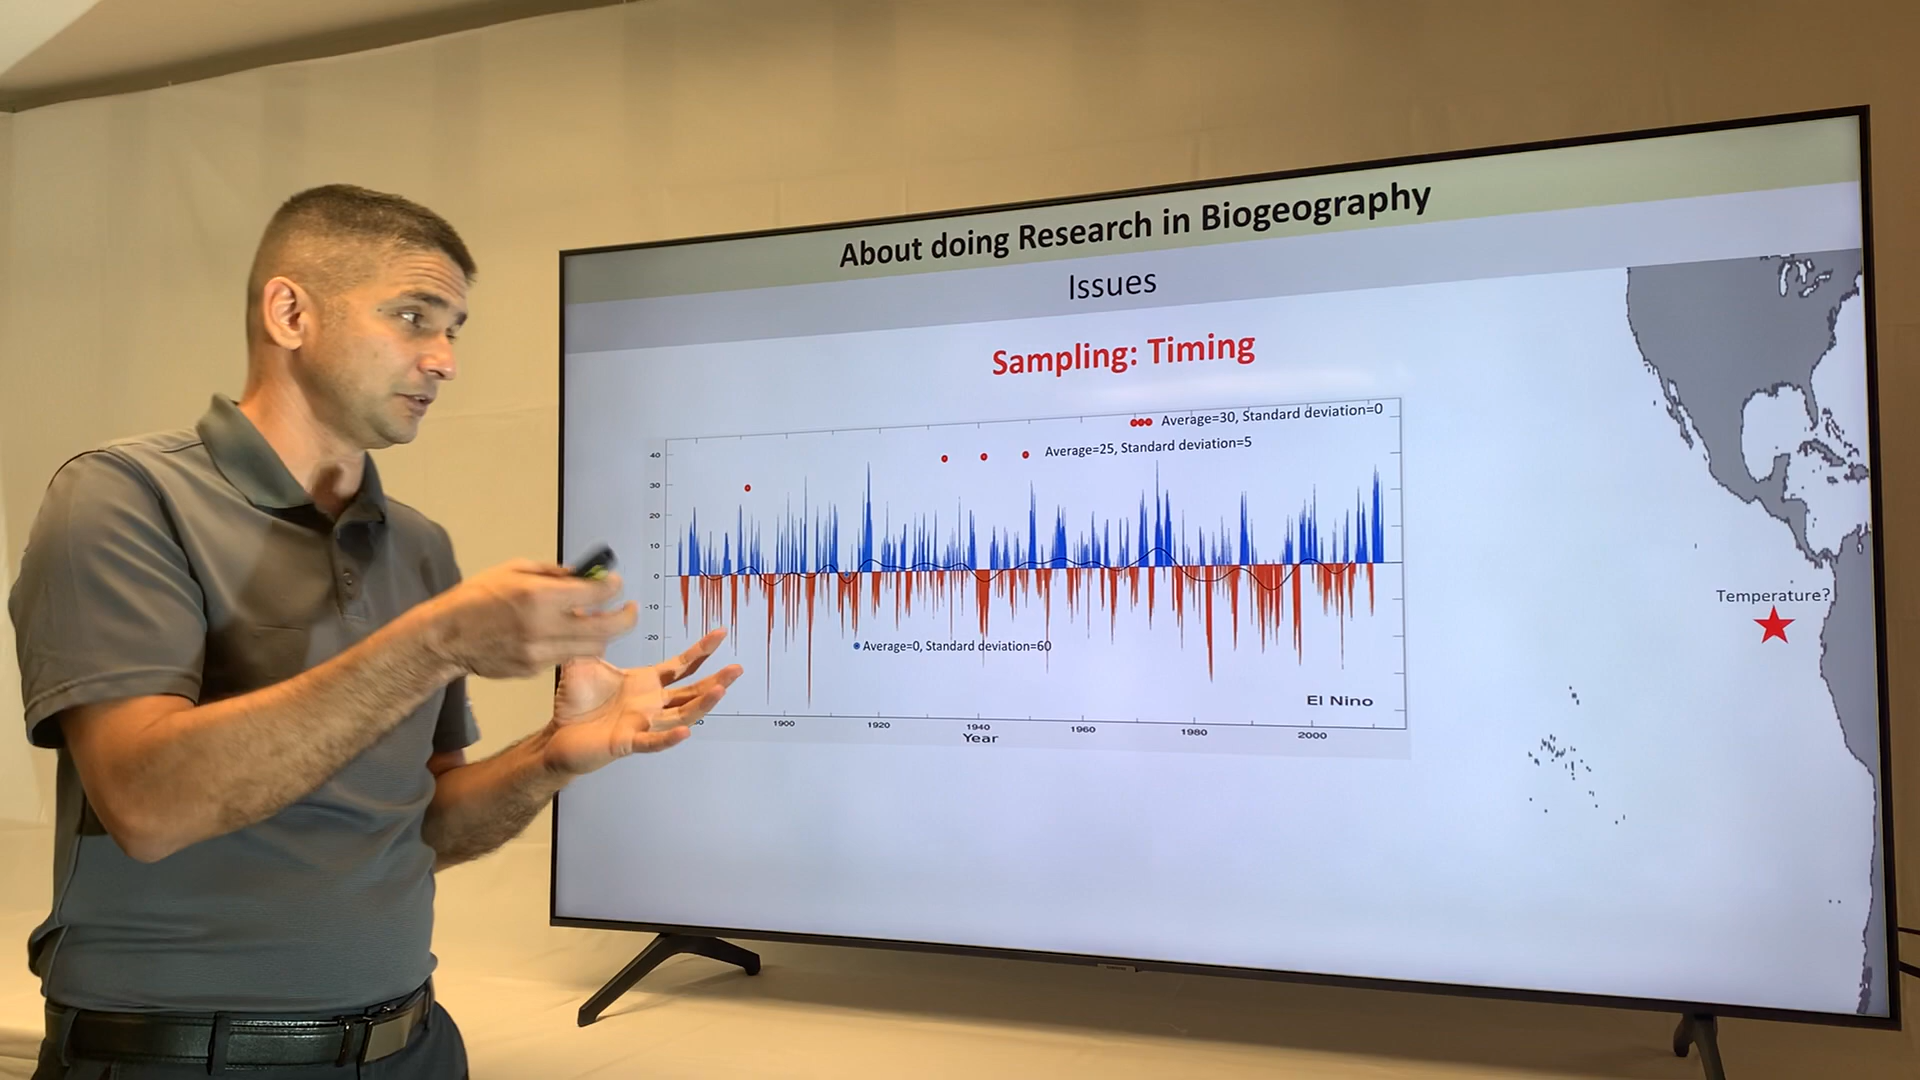 About doing Research in Biogeography
Issues
Sampling: Timing
Average=30, Standard deviation=0
Average=25, Standard deviation=5
40
30
20
10
0
-10
-20
Average=0, Standard deviation=60
El Nino
1900
1920
1940
1960
1980
2000
Year
Temperature?